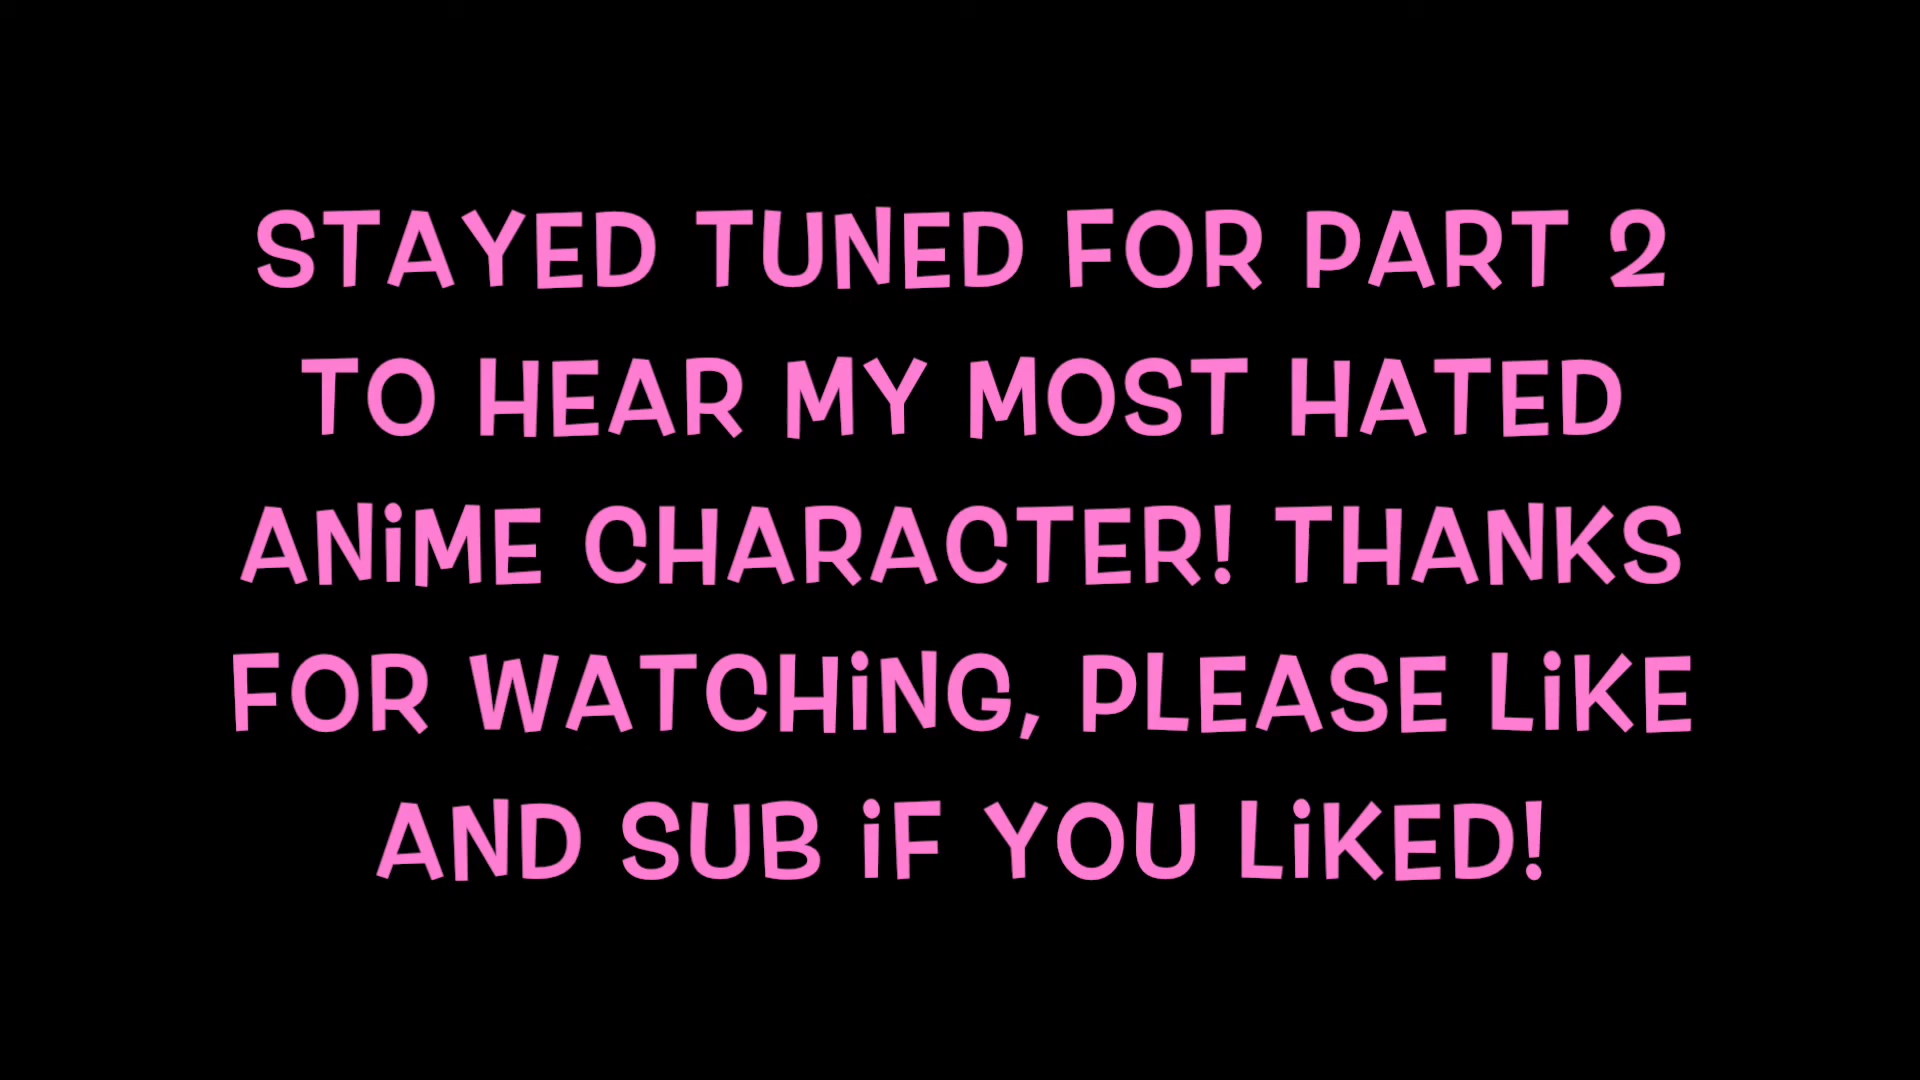 STAYED TUNED FOR PART 2
TO HEAR MY MOST HATED
ANiME CHARACTER! THANKS
FOR WATCHiNG, PLEASE LiKE
AND SUB iF YOU LiKED!